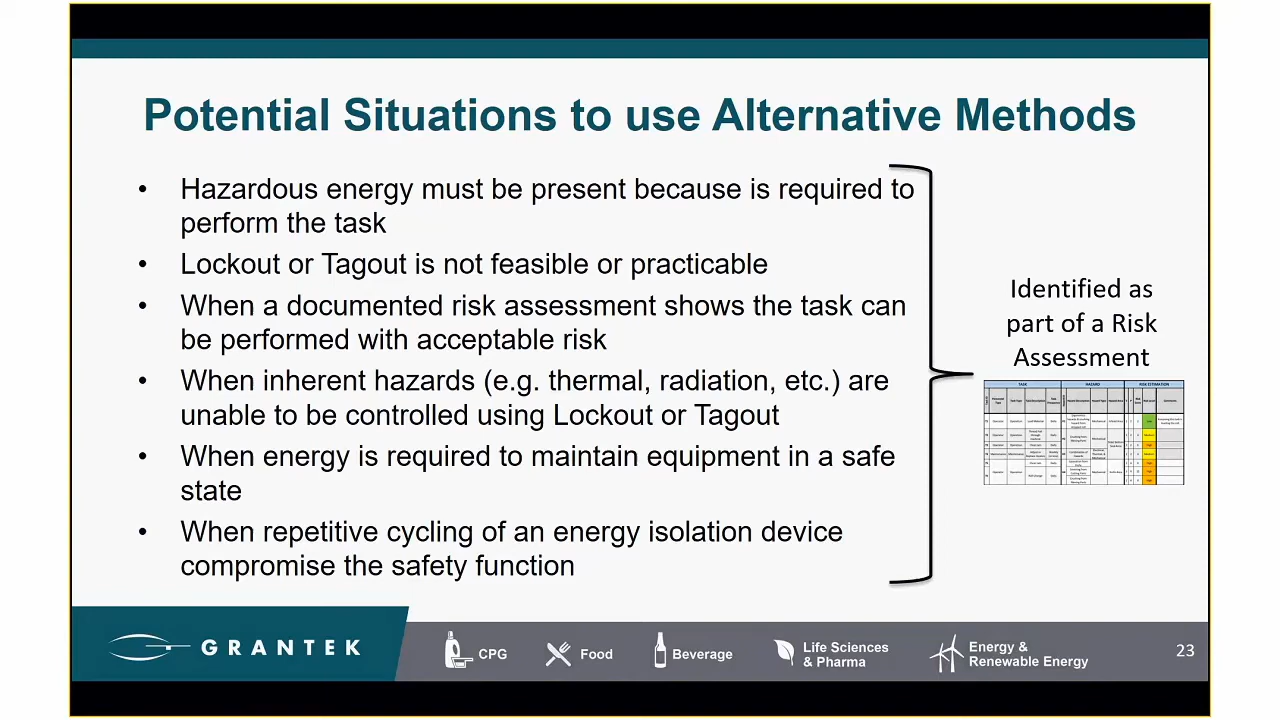 Potential Situations to use Alternative Methods
• Hazardous energy must be present because is required to
perform the task
• Lockout or Tagout is not feasible or practicable
• When a documented risk assessment shows the task can
be performed with acceptable risk
• When inherent hazards (e.g. thermal, radiation, etc.) are
unable to be controlled using Lockout or Tagout
• When energy is required to maintain equipment in a safe
state
• When repetitive cycling of an energy isolation device
compromise the safety function
Identified as
part of a Risk
Assessment
TASK HAZARD RISK ESTIMATION
GRANTEK
CPG
Food
Beverage
Life Sciences
& Pharma
Energy &
Renewable Energy
23